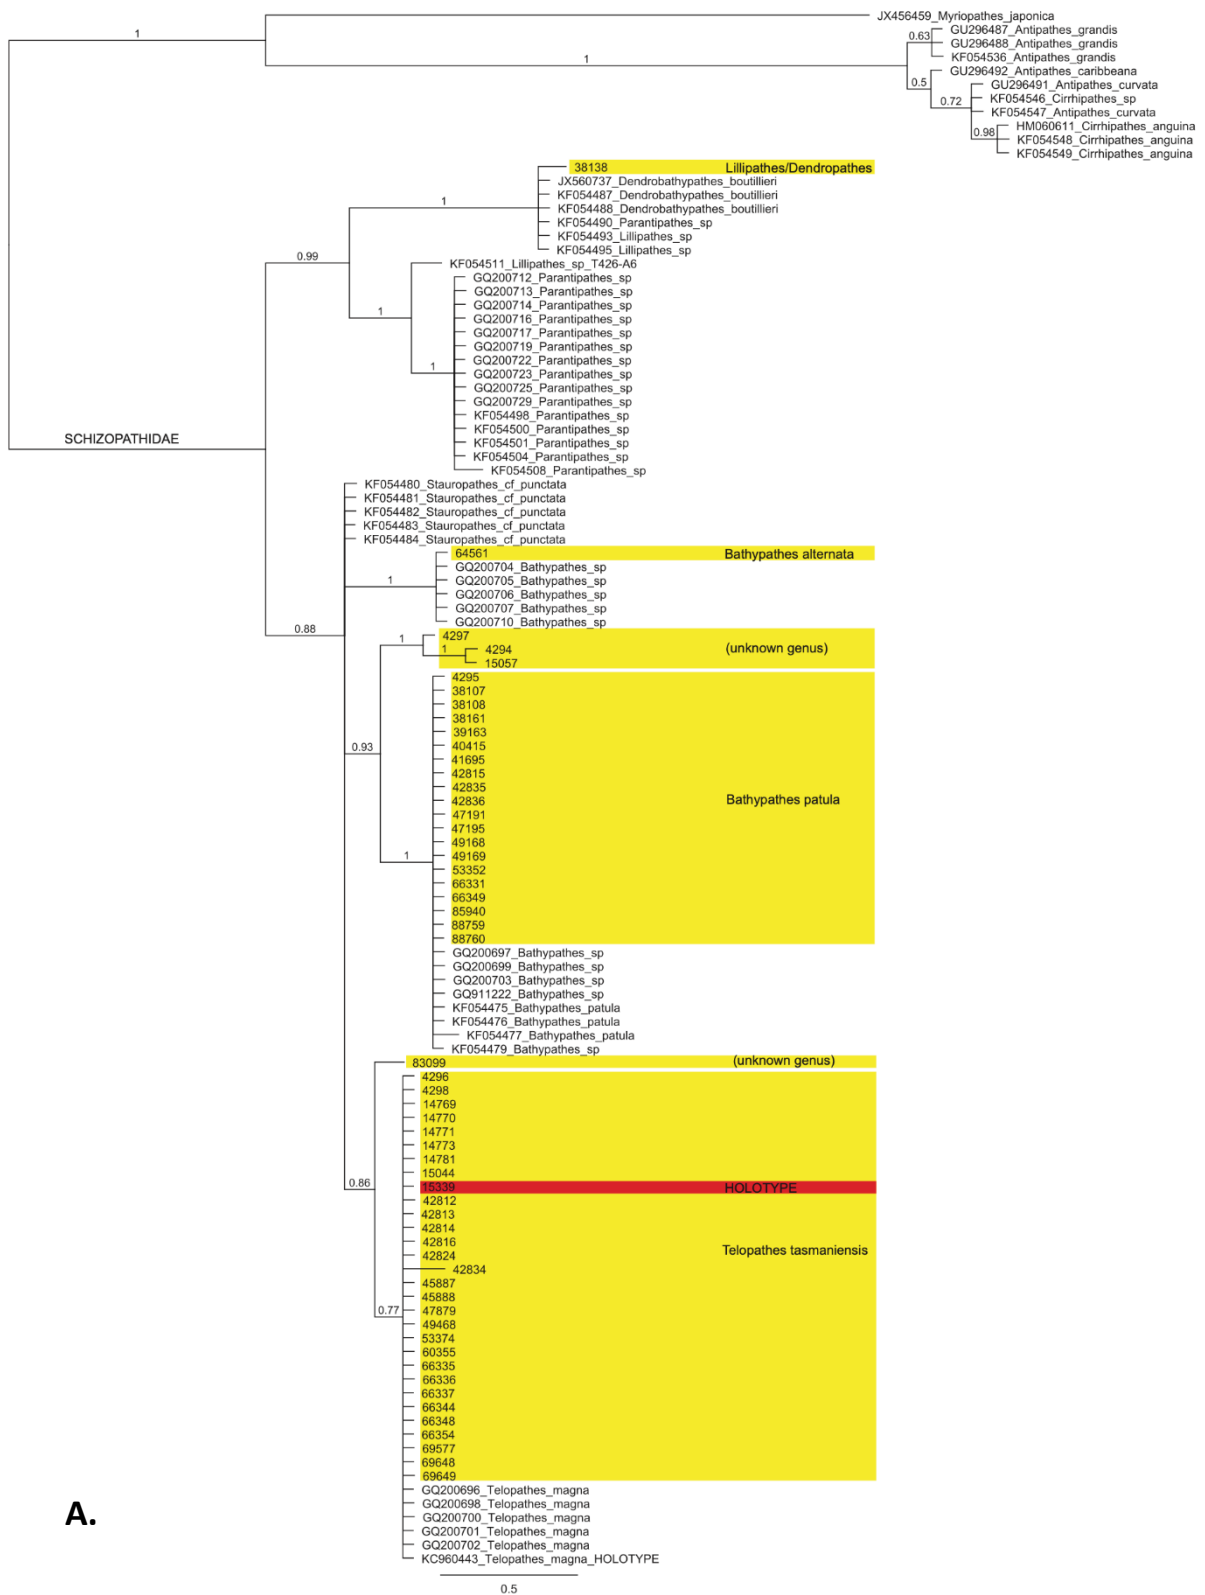 JX456459_Myriopathes_japonica
1
GU296487_Antipathes_grandis
0.63
GU296488_Antipathes_grandis
KF054536_Antipathes_grandis
1
GU296492_Antipathes_caribbeana
0.5
GU296491_Antipathes_curvata
KF054546_Cirrhipathes_sp
0.72
KF054547_Antipathes_curvata
HM060611_Cirrhipathes_anguina
0.98
KF054548_Cirrhipathes_anguina
KF054549_Cirrhipathes_anguina
38138 Lillipathes/Dendropathes
JX560737_Dendrobathypathes_boutillieri
KF054487_Dendrobathypathes_boutillieri
1
KF054488_Dendrobathypathes_boutillieri
KF054490_Parantipathes_sp
KF054493_Lillipathes_sp
KF054495_Lillipathes_sp
0.99
KF054511_Lillipathes_sp_T426-A6
GQ200712_Parantipathes_sp
GQ200713_Parantipathes_sp
GQ200714_Parantipathes_sp
1
GQ200716_Parantipathes_sp
GQ200717_Parantipathes_sp
GQ200719_Parantipathes_sp
GQ200722_Parantipathes_sp
1
GQ200723_Parantipathes_sp
GQ200725_Parantipathes_sp
GQ200729_Parantipathes_sp
KF054498_Parantipathes_sp
KF054500_Parantipathes_sp
SCHIZOPATHIDAE
KF054501_Parantipathes_sp
KF054504_Parantipathes_sp
KF054508_Parantipathes_sp
KF054480_Stauropathes_cf_punctata
KF054481_Stauropathes_cf_punctata
KF054482_Stauropathes_cf_punctata
KF054483_Stauropathes_cf_punctata
KF054484_Stauropathes_cf_punctata
64561 Bathypathes alternata
GQ200704_Bathypathes_sp
1
GQ200705_Bathypathes_sp
GQ200706_Bathypathes_sp
GQ200707_Bathypathes_sp
GQ200710_Bathypathes_sp
0.88
4297
1
1
4294 (unknown genus)
15057
4295
38107
38108
38161
39163
0.93
40415
41695
42815
42835
42836 Bathypathes patula
47191
47195
49168
1
49169
53352
66331
66349
85940
88759
88760
GQ200697_Bathypathes_sp
GQ200699_Bathypathes_sp
GQ200703_Bathypathes_sp
GQ911222_Bathypathes_sp
KF054475_Bathypathes_patula
KF054476_Bathypathes_patula
KF054477_Bathypathes_patula
KF054479_Bathypathes_sp
83099 (unknown genus)
4296
4298
14769
14770
14771
14773
14781
15044
0.86
15339 HOLOTYPE
42812
42813
42814
42816 Telopathes tasmaniensis
42824
42834
45887
45888
0.77
47879
49468
53374
60355
66335
66336
66337
66344
66348
66354
69577
69648
69649
GQ200696_Telopathes_magna
GQ200698_Telopathes_magna
A.
GQ200700_Telopathes_magna
GQ200701_Telopathes_magna
GQ200702_Telopathes_magna
KC960443_Telopathes_magna_HOLOTYPE
0.5